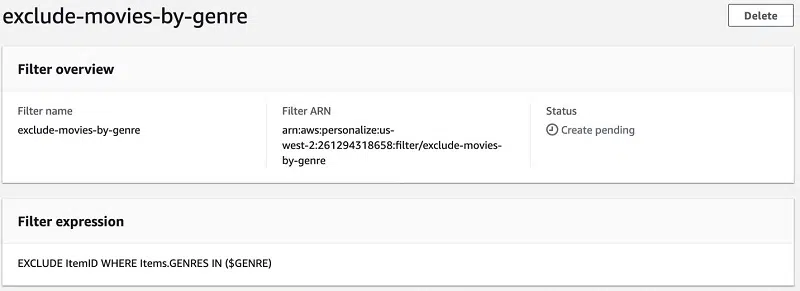 exclude-movies-by-genre
Delete
Filter overview
Filter name
Filter ARN
Status
exclude-movies-by-genre
arn:aws:personalize:us-
west-2:261294318658:filter/exclude-movies-
by-genre
Create pending
Filter expression
EXCLUDE ItemID WHERE Items.GENRES IN ($GENRE)